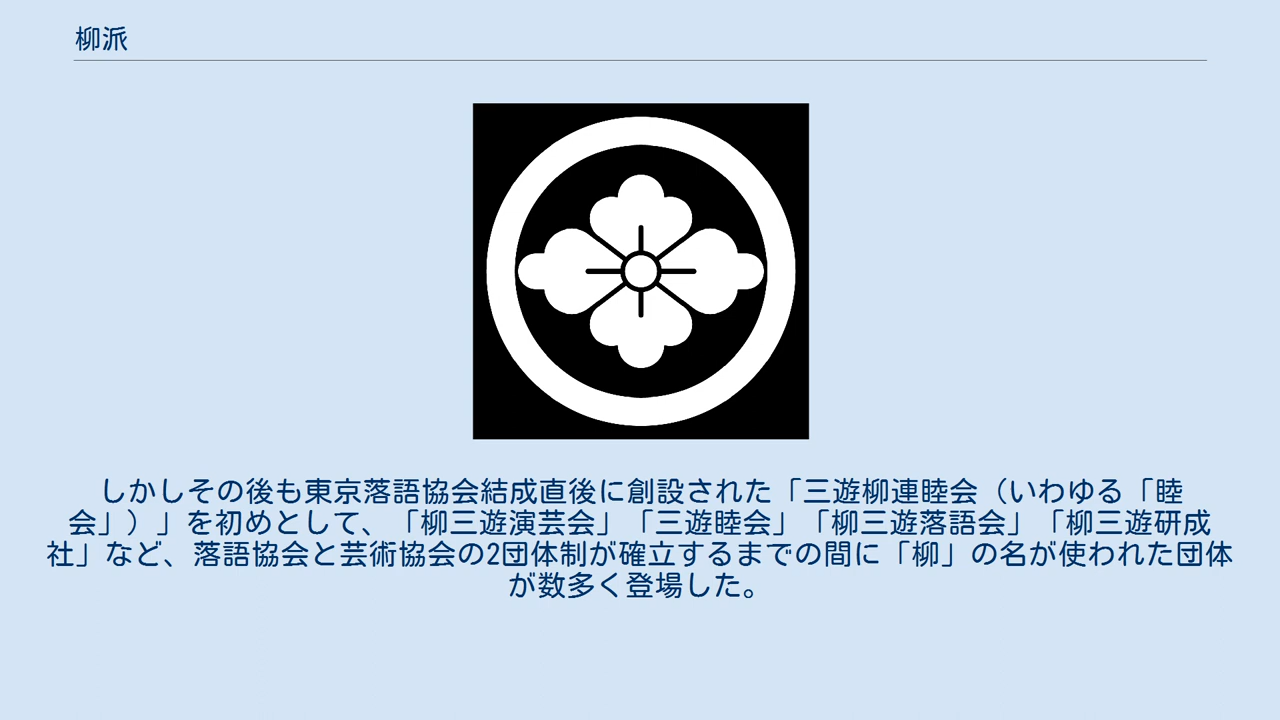 柳派
しかしその後も東京落語協会結成直後に創設された「三遊柳連睦会（いわゆる「睦
会」）」を初めとして、「柳三遊演芸会」「三遊睦会」「柳三遊落語会」「柳三遊研成
社」など、落語協会と芸術協会の2団体制が確立するまでの間に「柳」の名が使われた団体
が数多く登場した。